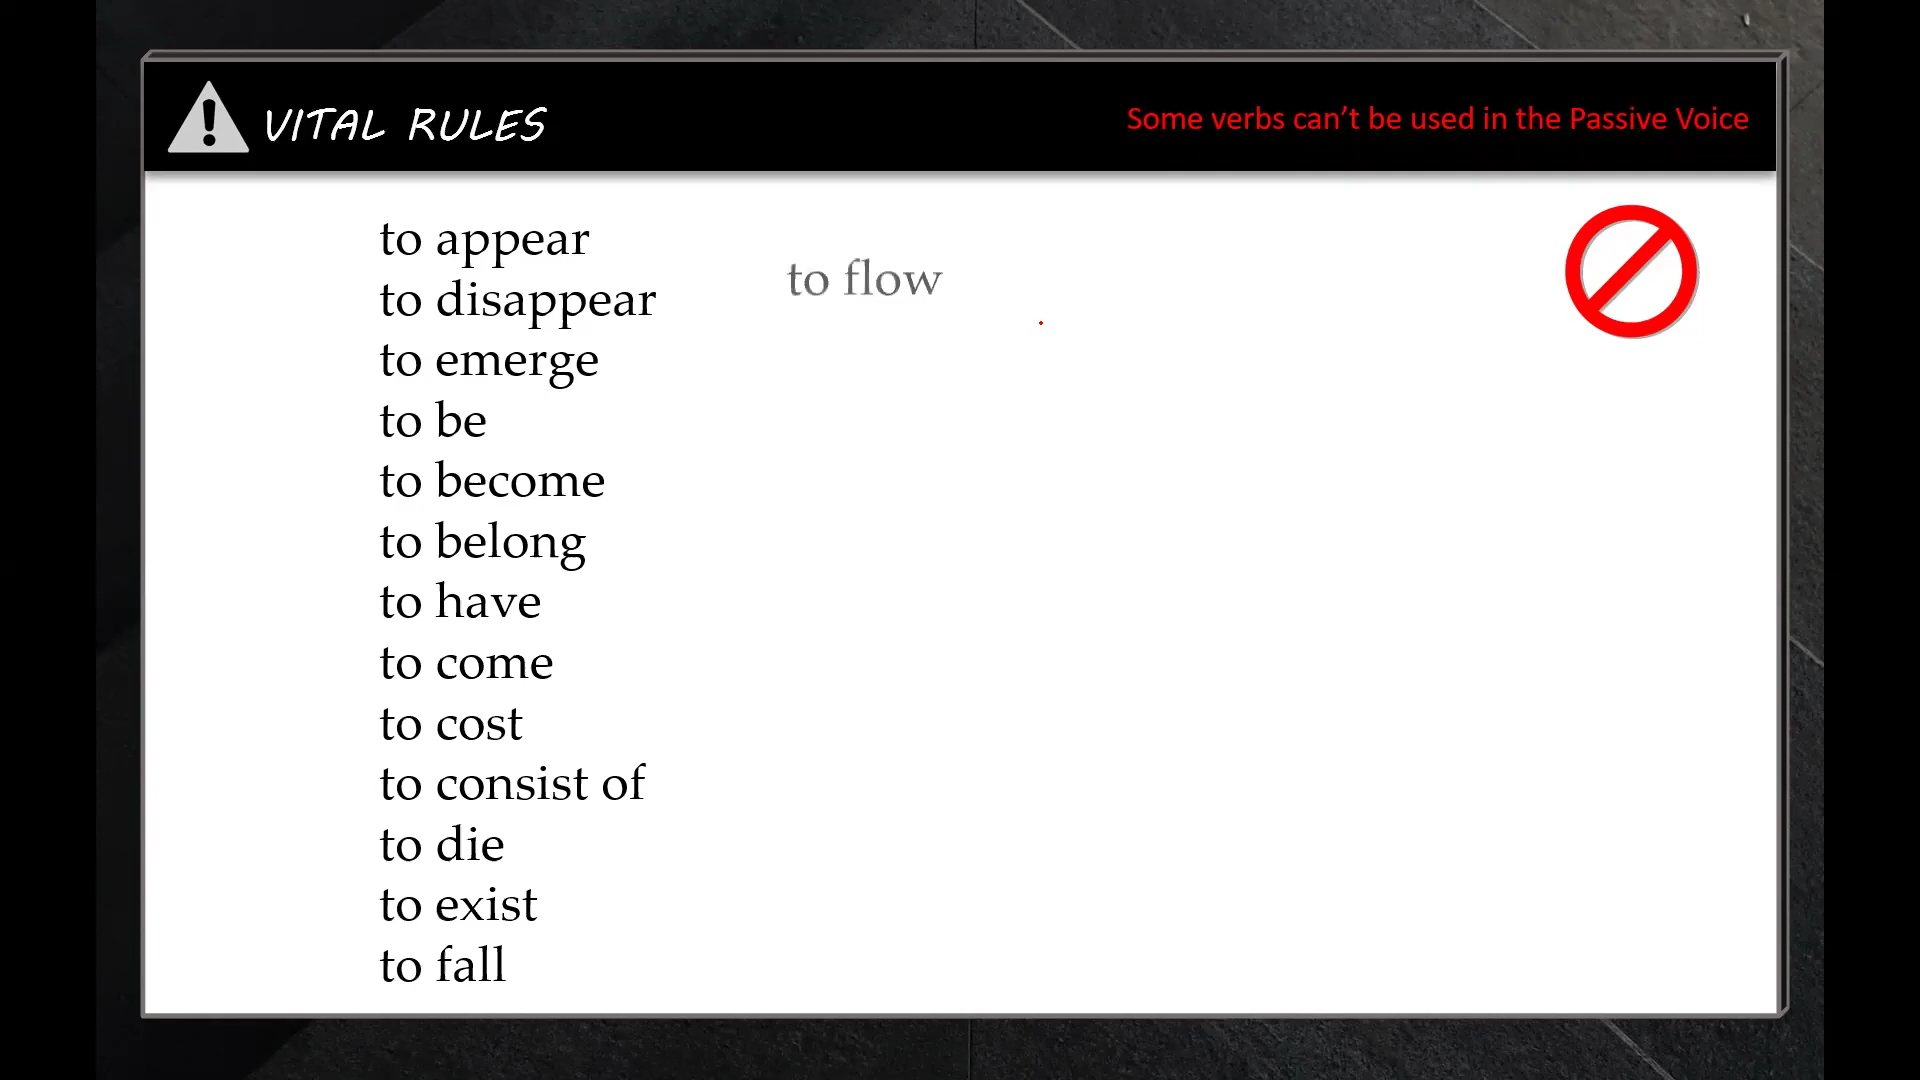 VITAL RULES
Some verbs can’t be used in the Passive Voice
to appear
to disappear
to emerge
to be
to become
to belong
to have
to come
to cost
to consist of
to die
to exist
to fall
to flow